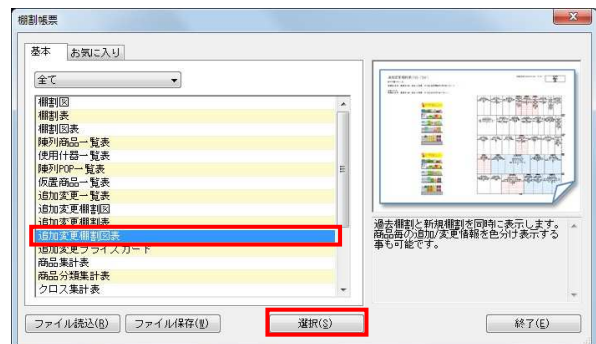 棚割帳票
基本 お気に入り
全て
棚割図
棚割表
棚割図表
陳列商品一覧表
使用什器一覧表
陳列POP一覧表
仮置商品一覧表
追加変更一覧表
追加変更棚割図
追加変更棚割表
追加変更棚割図表
追加変更プライスカード
商品集計表
商品分類集計表
クロス集計表
過去棚割と新規棚割を同時に表示します。
商品毎の追加/変更情報を色分け表示する
事も可能です。
ファイル読込(R) ファイル保存(W) 選択(S) 終了(E)